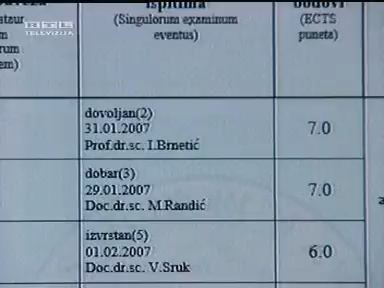 RTL
TELEVIZIJA
ispitima
(Singulorum examinum
eventus)
bodovi
(ECTS
puncta)
dovoljan(2)
31.01.2007
Prof.dr.sc. I.Brnetić
7.0
dobar(3)
29.01.2007
Doc.dr.sc. M.Randić
7.0
izvrstan(5)
01.02.2007
Doc.dr.sc. V.Sruk
6.0